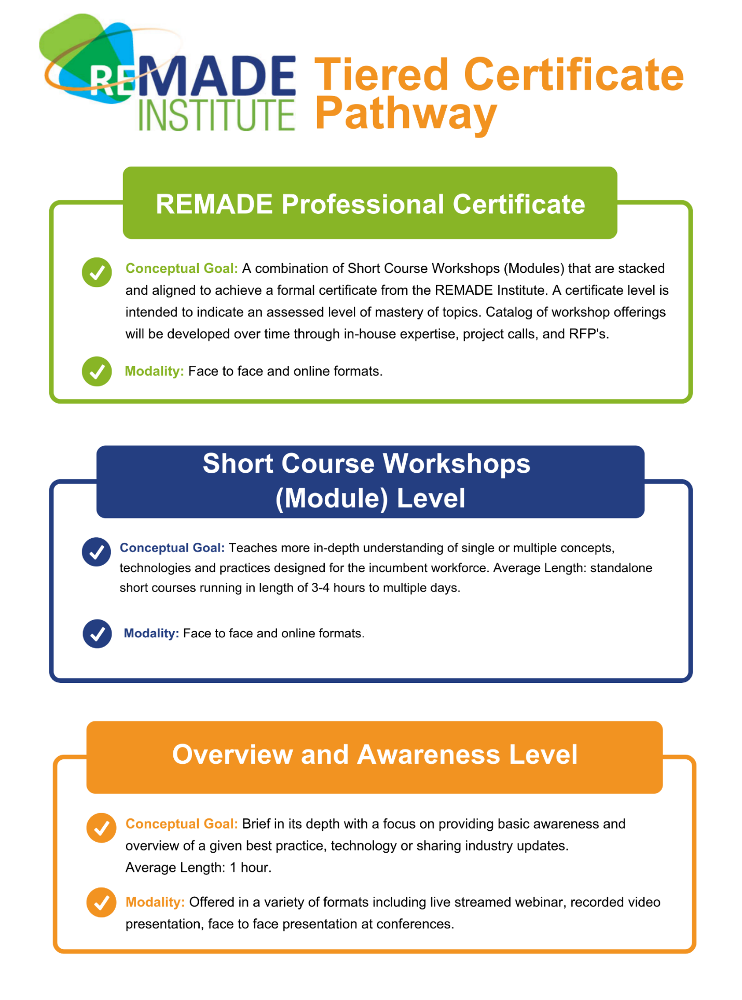 REMADE
INSTITUTE
Tiered Certificate
Pathway
REMADE Professional Certificate
Conceptual Goal: A combination of Short Course Workshops (Modules) that are stacked
and aligned to achieve a formal certificate from the REMADE Institute. A certificate level is
intended to indicate an assessed level of mastery of topics. Catalog of workshop offerings
will be developed over time through in-house expertise, project calls, and RFP's.
Modality: Face to face and online formats.
Short Course Workshops
(Module) Level
Conceptual Goal: Teaches more in-depth understanding of single or multiple concepts,
technologies and practices designed for the incumbent workforce. Average Length: standalone
short courses running in length of 3-4 hours to multiple days.
Modality: Face to face and online formats.
Overview and Awareness Level
Conceptual Goal: Brief in its depth with a focus on providing basic awareness and
overview of a given best practice, technology or sharing industry updates.
Average Length: 1 hour.
Modality: Offered in a variety of formats including live streamed webinar, recorded video
presentation, face to face presentation at conferences.